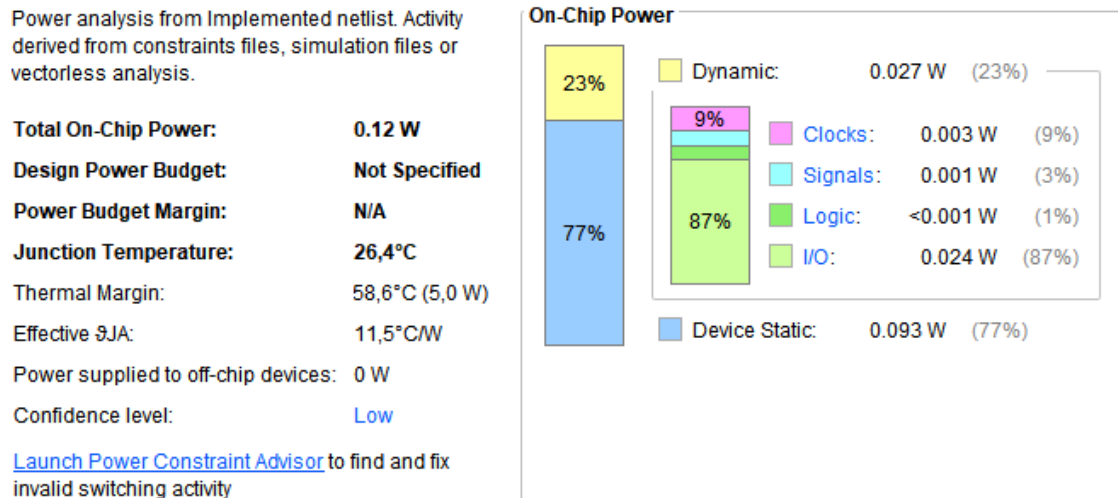 Power analysis from Implemented netlist. Activity
derived from constraints files, simulation files or
vectorless analysis.
Total On-Chip Power: 0.12 W
Design Power Budget: Not Specified
Power Budget Margin: N/A
Junction Temperature: 26,4°C
Thermal Margin: 58,6°C (5,0 W)
Effective ϑJA: 11,5°C/W
Power supplied to off-chip devices: 0 W
Confidence level: Low
Launch Power Constraint Advisor to find and fix
invalid switching activity
On-Chip Power
23%
77%
Dynamic: 0.027 W (23%)
9%
87%
Clocks: 0.003 W (9%)
Signals: 0.001 W (3%)
Logic: <0.001 W (1%)
I/O: 0.024 W (87%)
Device Static: 0.093 W (77%)